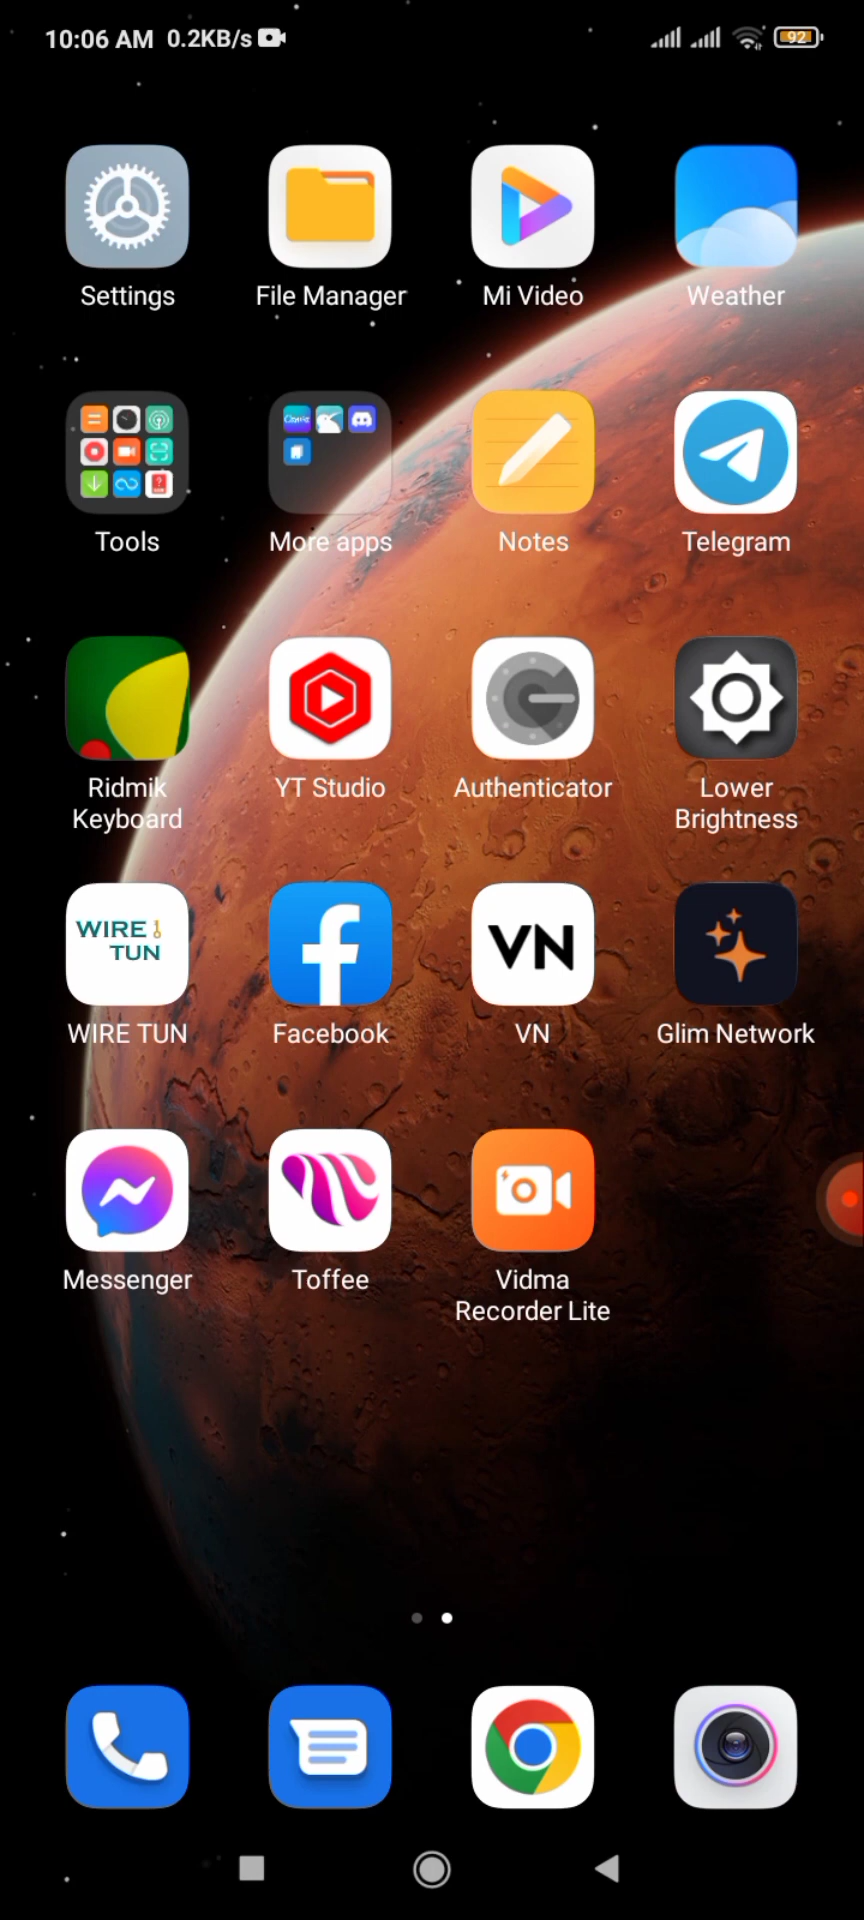 10:06 AM 0.2KB/s 92
Settings File Manager Mi Video Weather
Tools More apps Notes Telegram
Ridmik Keyboard YT Studio Authenticator Lower Brightness
WIRE TUN
VN
WIRE TUN Facebook VN Glim Network
Messenger Toffee Vidma Recorder Lite